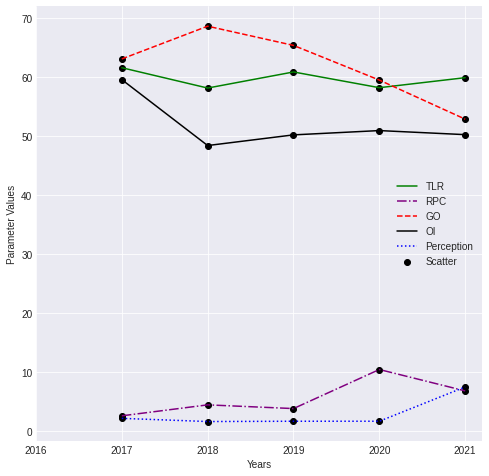 70
60
50
40
30
20
10
0
Parameter Values
TLR
RPC
GO
OI
Perception
Scatter
2016 2017 2018 2019 2020 2021
Years